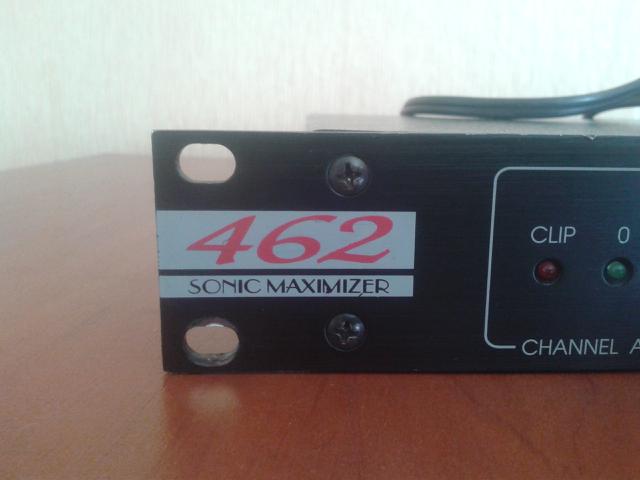 462
SONIC MAXIMIZER
CLIP 0
CHANNEL A